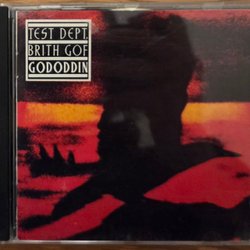 TEST DEPT.
BRITH GOF
GODODDIN